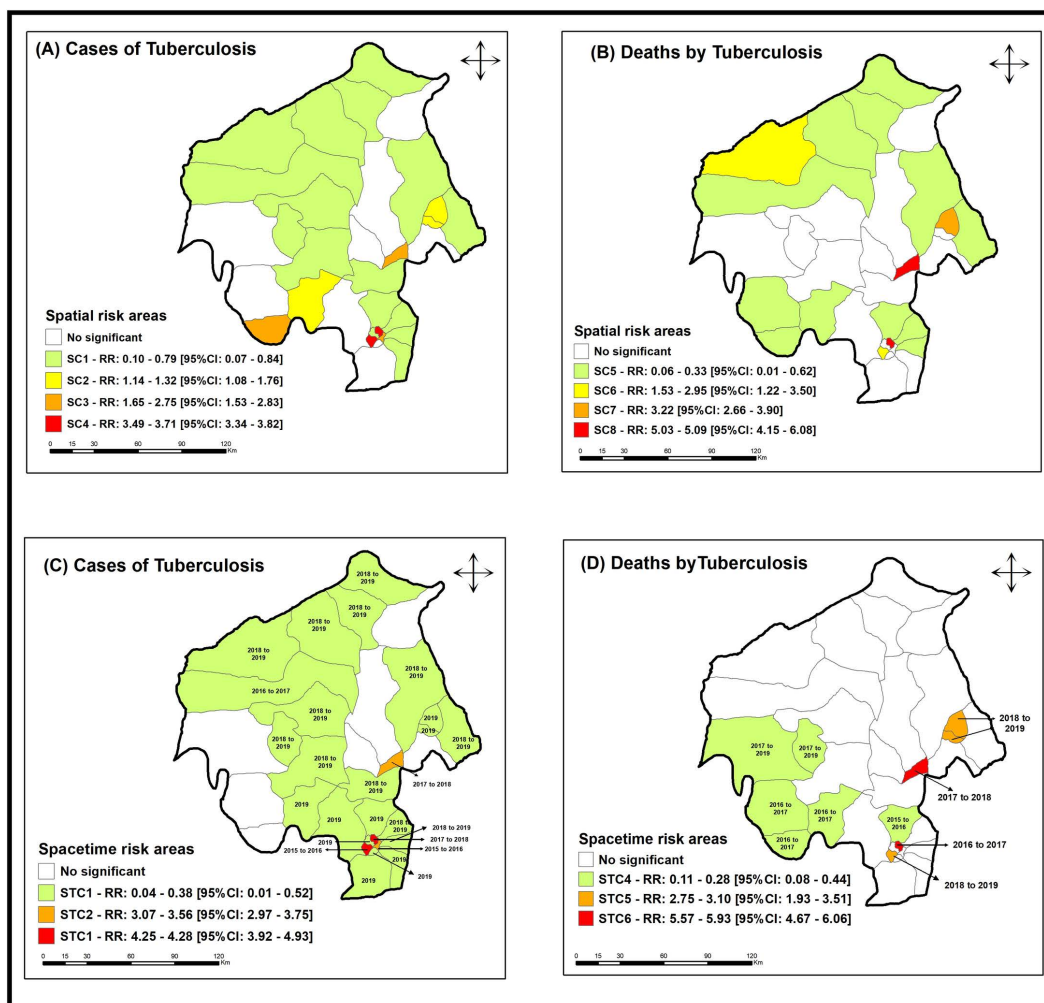 (A) Cases of Tuberculosis
Spatial risk areas
No significant
SC1 - RR: 0.10 - 0.79 [95%CI: 0.07 - 0.84]
SC2 - RR: 1.14 - 1.32 [95%CI: 1.08 - 1.76]
SC3 - RR: 1.65 - 2.75 [95%CI: 1.53 - 2.83]
SC4 - RR: 3.49 - 3.71 [95%CI: 3.34 - 3.82]
0 15 30 60 90 120
Km
(B) Deaths by Tuberculosis
Spatial risk areas
No significant
SC5 - RR: 0.06 - 0.33 [95%CI: 0.01 - 0.62]
SC6 - RR: 1.53 - 2.95 [95%CI: 1.22 - 3.50]
SC7 - RR: 3.22 [95%CI: 2.66 - 3.90]
SC8 - RR: 5.03 - 5.09 [95%CI: 4.15 - 6.08]
0 15 30 60 90 120
Km
(C) Cases of Tuberculosis
2018 to
2019
2018 to
2019
2018 to
2019
2018 to
2019
2018 to
2019
2016 to 2017
2018 to
2019
2019
2019
2018 to
2019
2018 to
2019
2018 to
2019
2017 to 2018
2018 to
2019
2019
2019
2019
2018 to
2019
2018 to 2019
2017 to 2018
2019
2015 to 2016
2015 to 2016
2019
2019
2019
Spacetime risk areas
No significant
STC1 - RR: 0.04 - 0.38 [95%CI: 0.01 - 0.52]
STC2 - RR: 3.07 - 3.56 [95%CI: 2.97 - 3.75]
STC1 - RR: 4.25 - 4.28 [95%CI: 3.92 - 4.93]
0 15 30 60 90 120
Km
(D) Deaths byTuberculosis
2018 to
2019
2017 to
2019
2017 to
2019
2017 to 2018
2016 to
2017
2016 to
2017
2015 to
2016
2016 to
2017
2016 to 2017
2018 to 2019
Spacetime risk areas
No significant
STC4 - RR: 0.11 - 0.28 [95%CI: 0.08 - 0.44]
STC5 - RR: 2.75 - 3.10 [95%CI: 1.93 - 3.51]
STC6 - RR: 5.57 - 5.93 [95%CI: 4.67 - 6.06]
0 15 30 60 90 120
Km